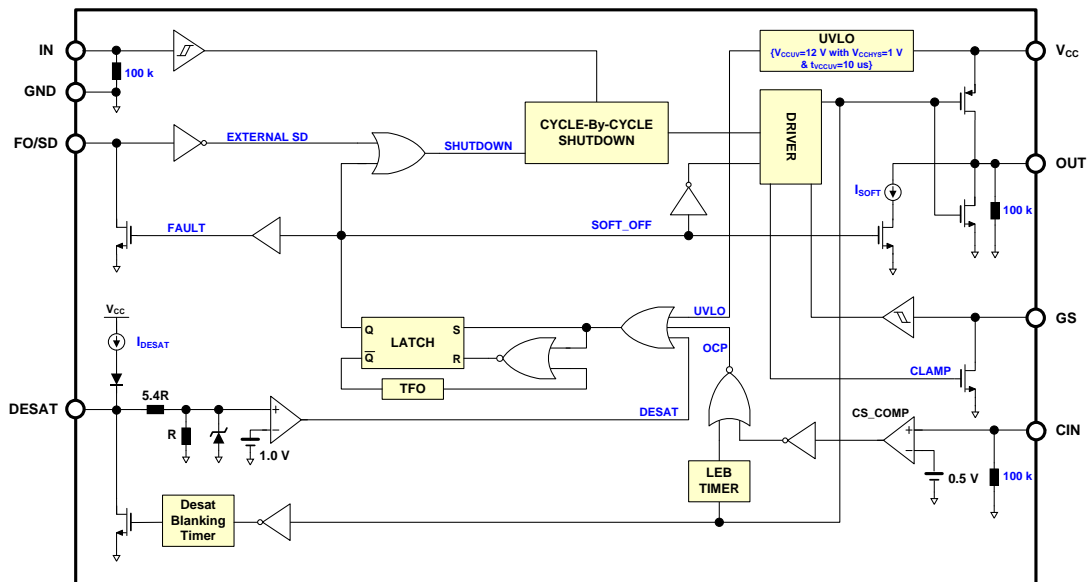 IN
100 k
GND
FO/SD
EXTERNAL SD
SHUTDOWN
CYCLE-By-CYCLE
SHUTDOWN
UVLO
{VCCUV=12 V with VCCHYS=1 V
& tVCCUV=10 us}
VCC
DRIVER
OUT
ISOFT
100 k
FAULT
SOFT_OFF
VCC
IDESAT
Q
S
LATCH
Q
R
TFO
UVLO
OCP
DESAT
GS
CLAMP
DESAT
5.4R
R
1.0 V
CS_COMP
CIN
0.5 V
100 k
LEB
TIMER
Desat
Blanking
Timer
+
−
+
−